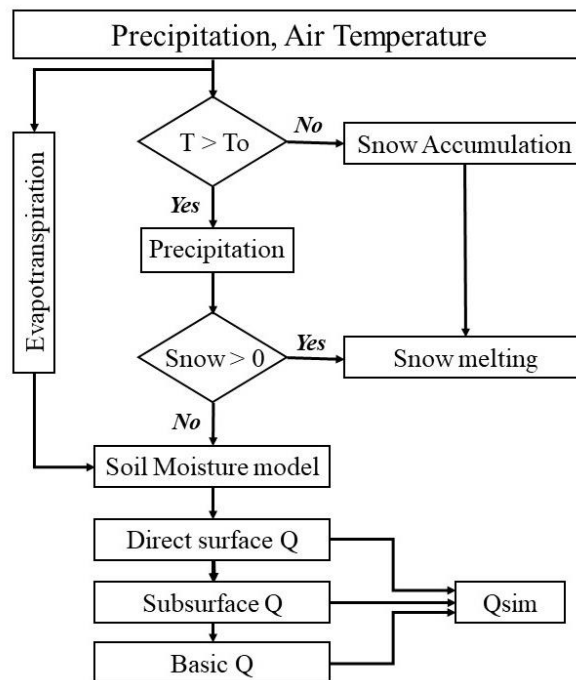 Precipitation, Air Temperature
T > To
No
Snow Accumulation
Evapotranspiration
Yes
Precipitation
Snow > 0
Yes
Snow melting
No
Soil Moisture model
Direct surface Q
Subsurface Q
Qsim
Basic Q